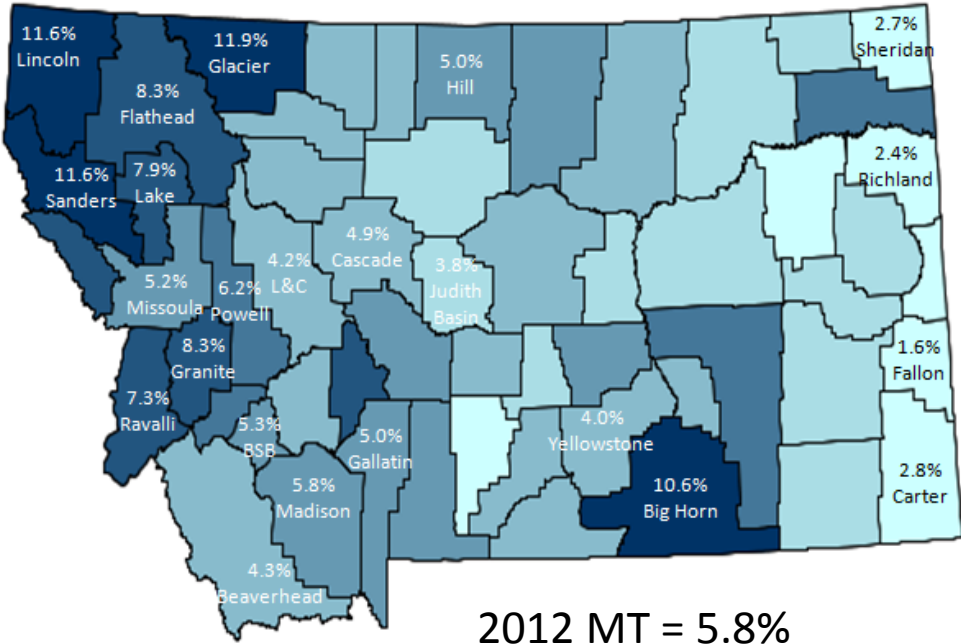 11.6%
Lincoln
11.9%
Glacier
5.0%
Hill
2.7%
Sheridan
8.3%
Flathead
11.6%
Sanders
7.9%
Lake
2.4%
Richland
5.2%
Missoula
6.2%
Powell
4.2%
L&C
4.9%
Cascade
3.8%
Judith
Basin
8.3%
Granite
1.6%
Fallon
7.3%
Ravalli
5.3%
BSB
5.0%
Gallatin
4.0%
Yellowstone
5.8%
Madison
10.6%
Big Horn
2.8%
Carter
4.3%
Beaverhead
2012 MT = 5.8%